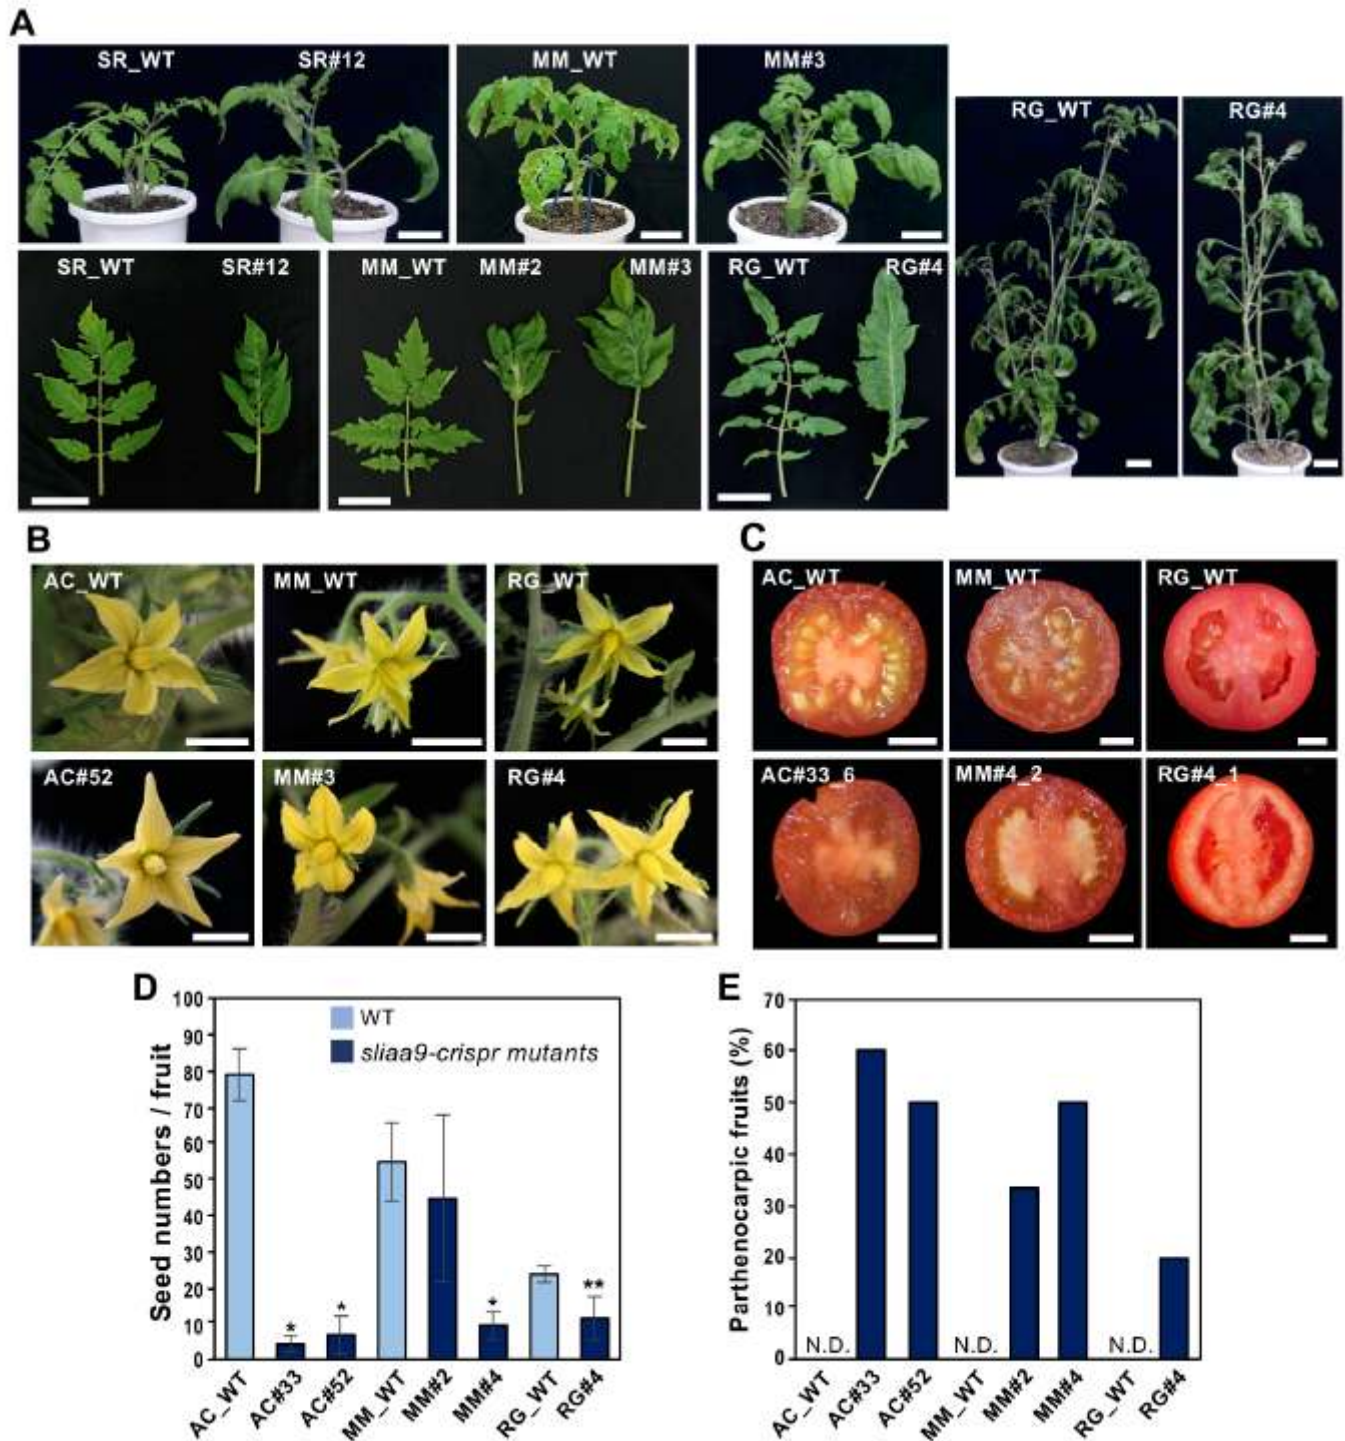 A
SR_WT SR#12 MM_WT MM#3
RG_WT RG#4
SR_WT SR#12 MM_WT MM#2 MM#3 RG_WT RG#4
B
AC_WT MM_WT RG_WT
AC#52 MM#3 RG#4
C
AC_WT MM_WT RG_WT
AC#33_6 MM#4_2 RG#4_1
D
Seed numbers / fruit
100
90
80
70
60
50
40
30
20
10
0
WT
sliaa9-crispr mutants
* * * **
AC_WT AC#33 AC#52 MM_WT MM#2 MM#4 RG_WT RG#4
E
Parthenocarpic fruits (%)
70
60
50
40
30
20
10
0
N.D. N.D. N.D.
AC_WT AC#33 AC#52 MM_WT MM#2 MM#4 RG_WT RG#4